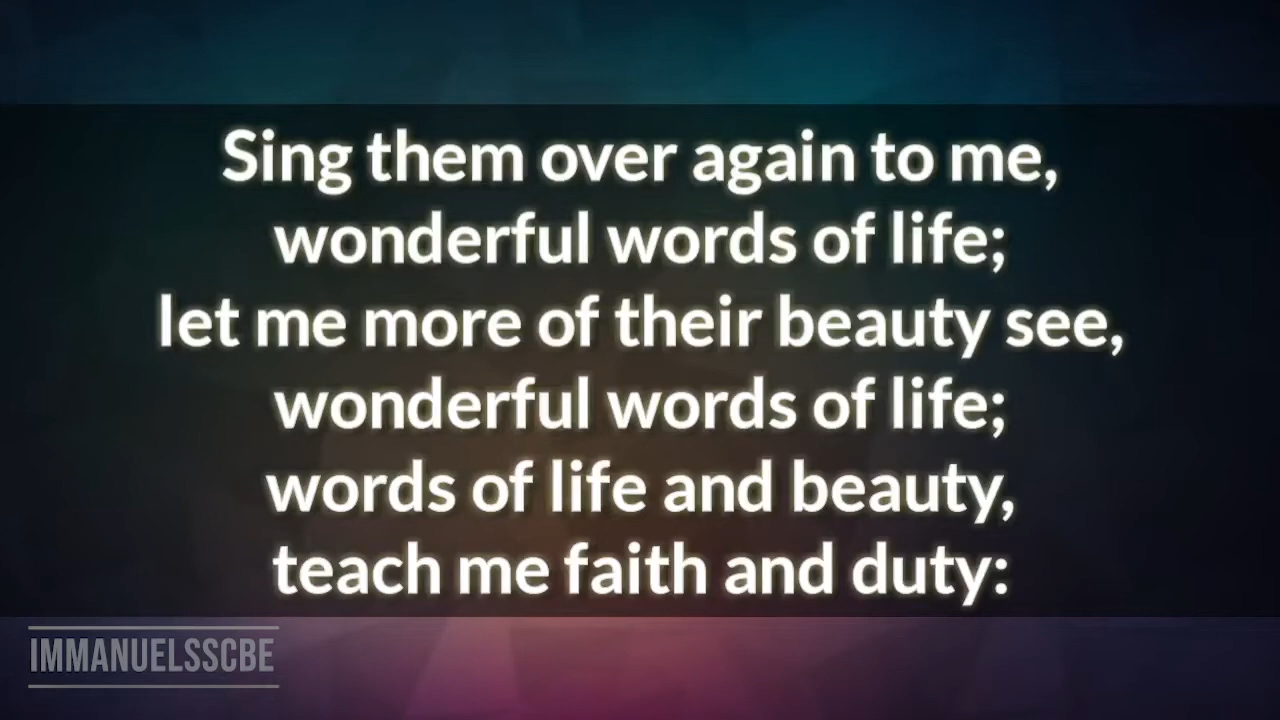 Sing them over again to me,
wonderful words of life;
let me more of their beauty see,
wonderful words of life;
words of life and beauty,
teach me faith and duty:
IMMANUELSSCBE